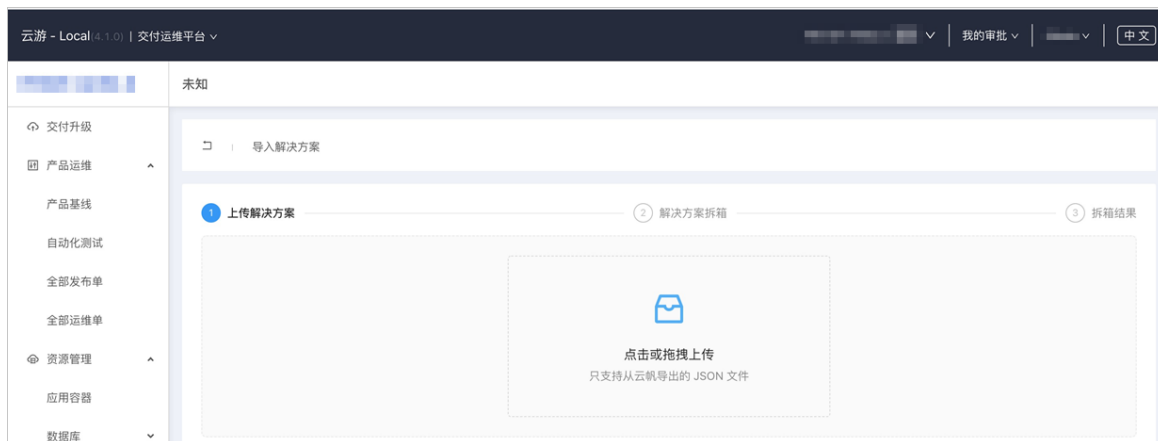 云游 - Local(4.1.0) | 交付运维平台
我的审批
中文
未知
交付升级
导入解决方案
产品运维
产品基线
1 上传解决方案
2 解决方案拆箱
3 拆箱结果
自动化测试
全部发布单
全部运维单
资源管理
点击或拖拽上传
只支持从云帆导出的 JSON 文件
应用容器
数据库